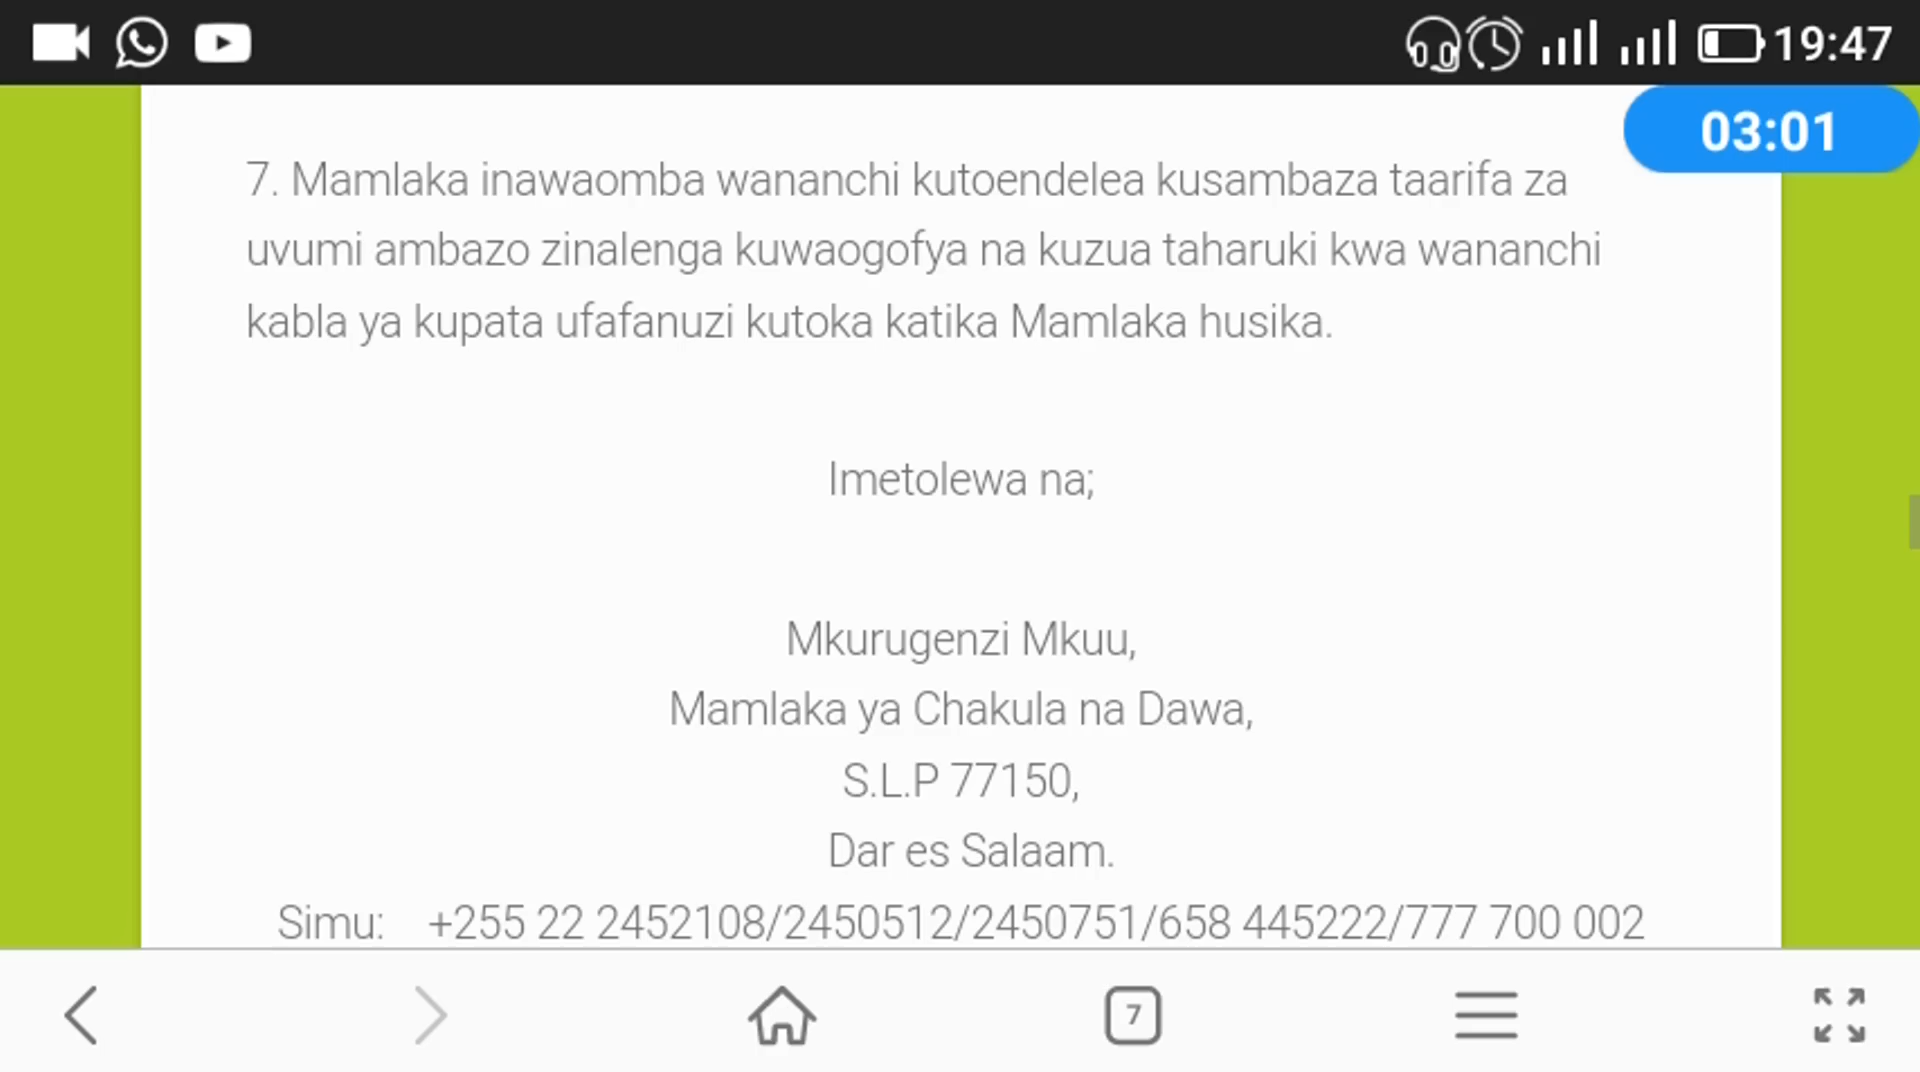 19:47
03:01
7. Mamlaka inawaomba wananchi kutoendelea kusambaza taarifa za
uvumi ambazo zinalenga kuwaogofya na kuzua taharuki kwa wananchi
kabla ya kupata ufafanuzi kutoka katika Mamlaka husika.
Imetolewa na;
Mkurugenzi Mkuu,
Mamlaka ya Chakula na Dawa,
S.L.P 77150,
Dar es Salaam.
Simu: +255 22 2452108/2450512/2450751/658 445222/777 700 002
7